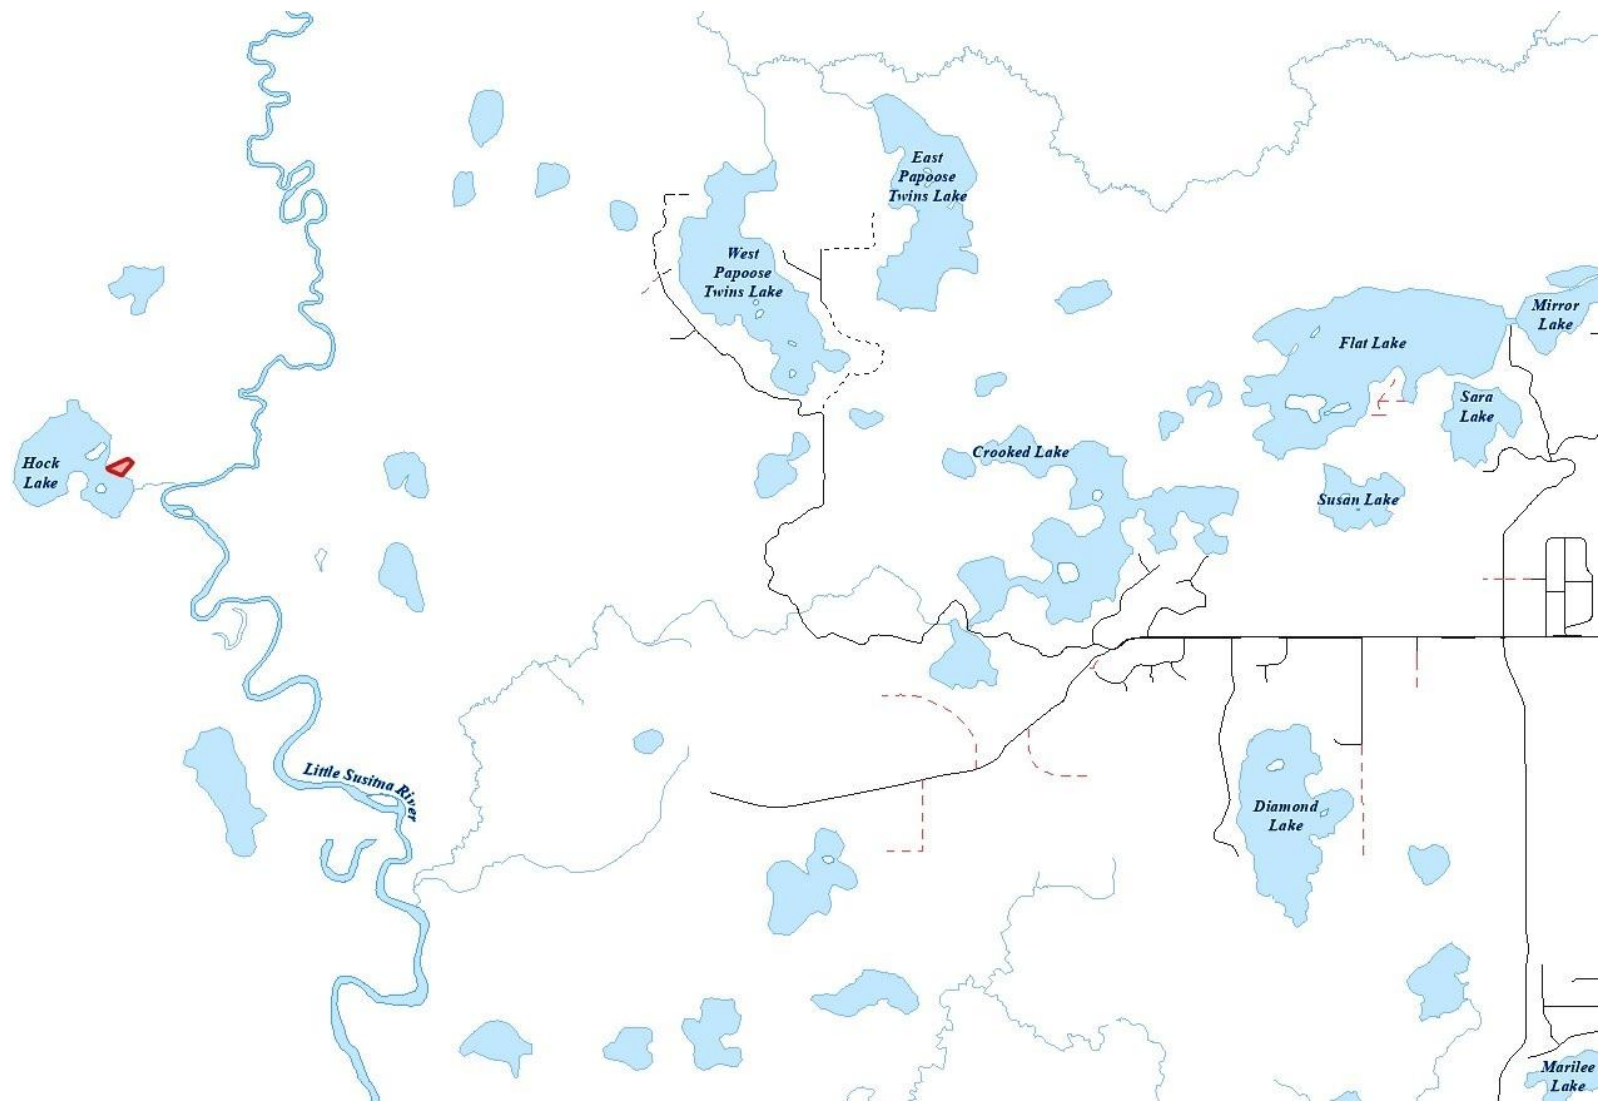 East
Papoose
Twins Lake
West
Papoose
Twins Lake
Mirror
Lake
Flat Lake
Sara
Lake
Hock
Lake
Crooked Lake
Susan Lake
Little Susitna River
Diamond
Lake
Marilee
Lake